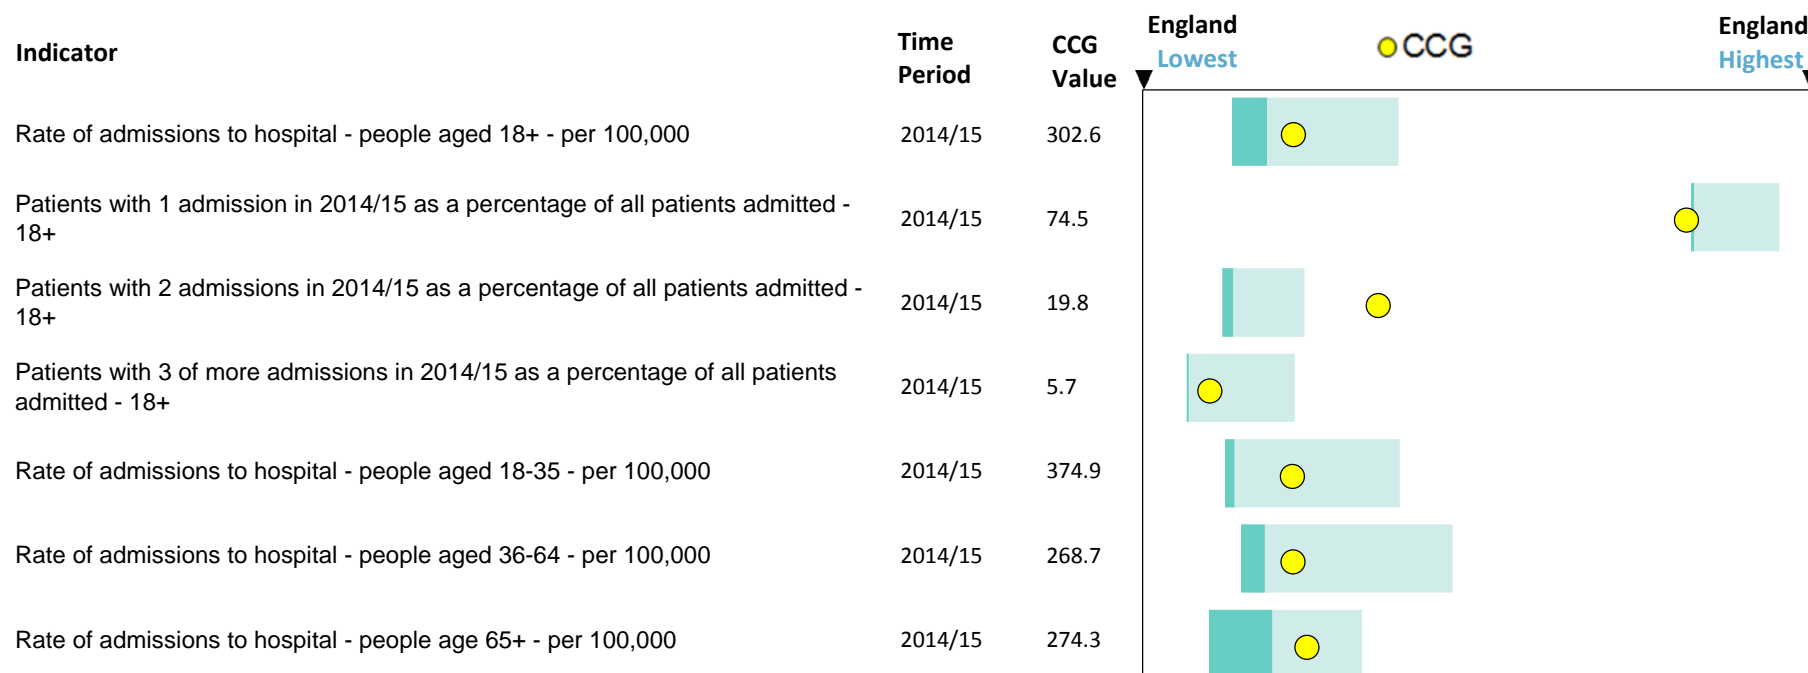 Indicator
Time
Period
CCG
Value
England
Lowest
CCG
England
Highest
Rate of admissions to hospital - people aged 18+ - per 100,000
2014/15
302.6
Patients with 1 admission in 2014/15 as a percentage of all patients admitted -
18+
2014/15
74.5
Patients with 2 admissions in 2014/15 as a percentage of all patients admitted -
18+
2014/15
19.8
Patients with 3 of more admissions in 2014/15 as a percentage of all patients
admitted - 18+
2014/15
5.7
Rate of admissions to hospital - people aged 18-35 - per 100,000
2014/15
374.9
Rate of admissions to hospital - people aged 36-64 - per 100,000
2014/15
268.7
Rate of admissions to hospital - people age 65+ - per 100,000
2014/15
274.3